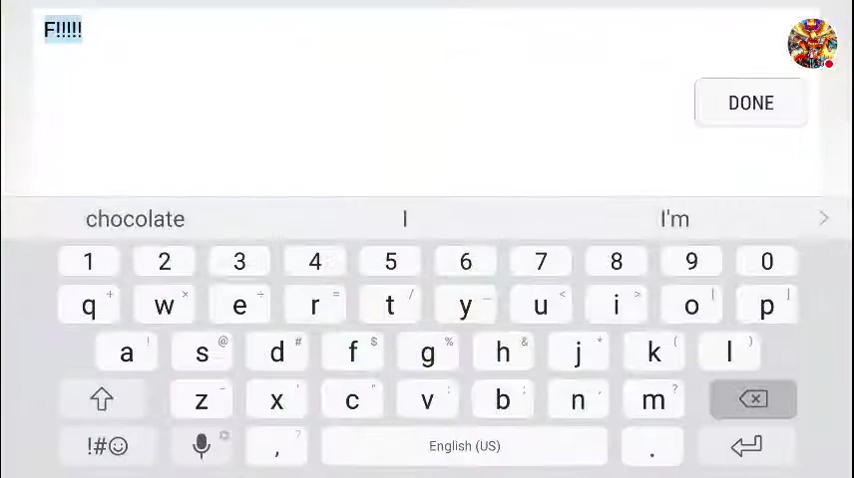 F!!!!!
DONE
chocolate I I'm
1 2 3 4 5 6 7 8 9 0
q + w × e ÷ r = t / y _ u < i > o [ p ]
a ! s @ d # f $ g % h & j * k ( l )
z - x ' c " v : b ; n , m ?
!#☺ , ? English (US) .